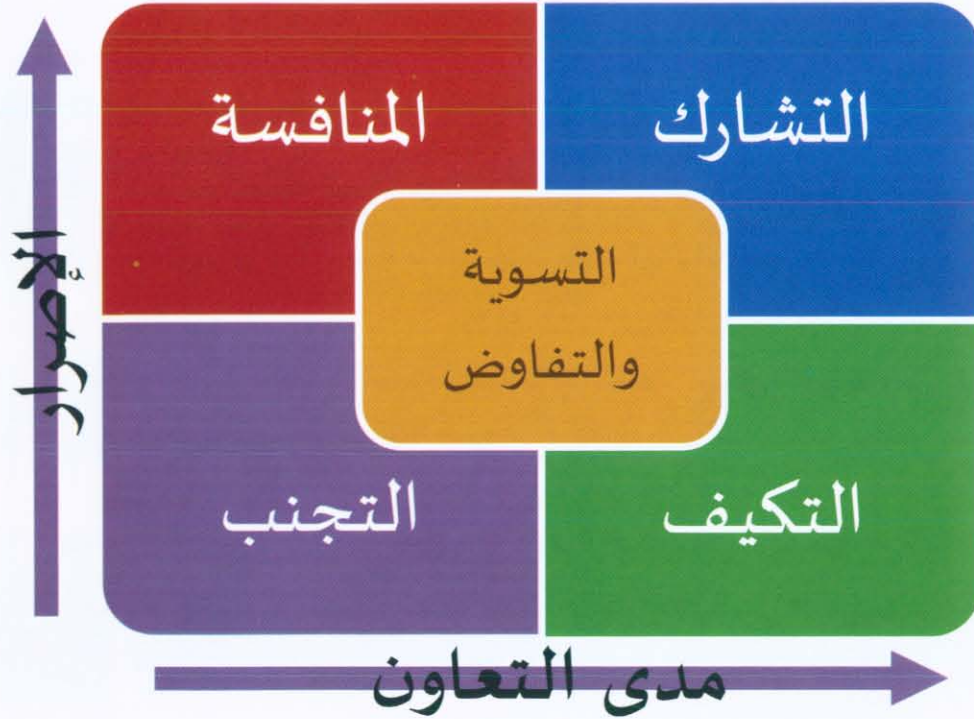 التشارك
المنافسة
التسوية
والتفاوض
التكيف
التجنب
الإصرار
مدى التعاون